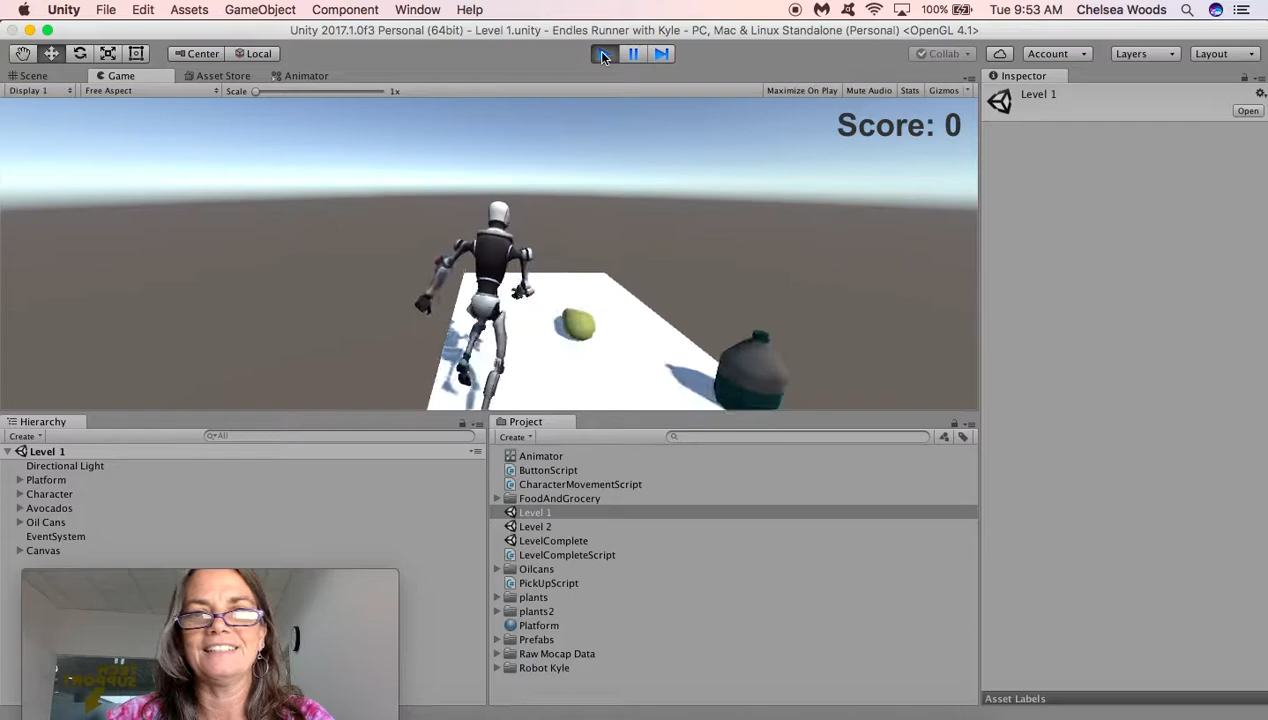 Unity File Edit Assets GameObject Component Window Help 100% Tue 9:53 AM Chelsea Woods
Unity 2017.1.0f3 Personal (64bit) - Level 1.unity - Endles Runner with Kyle - PC, Mac & Linux Standalone (Personal) <OpenGL 4.1>
Center Local Collab Account Layers Layout
Scene Game Asset Store Animator Inspector
Display 1 Free Aspect Scale 1x Maximize On Play Mute Audio Stats Gizmos Level 1
Open
Score: 0
Hierarchy Project
Create All Create
Level 1
Directional Light
Platform
Character
Avocados
Oil Cans
EventSystem
Canvas
Animator
ButtonScript
CharacterMovementScript
FoodAndGrocery
Level 1
Level 2
LevelComplete
LevelCompleteScript
Oilcans
PickUpScript
plants
plants2
Platform
Prefabs
Raw Mocap Data
Robot Kyle
TECH
SUPPORT
Asset Labels